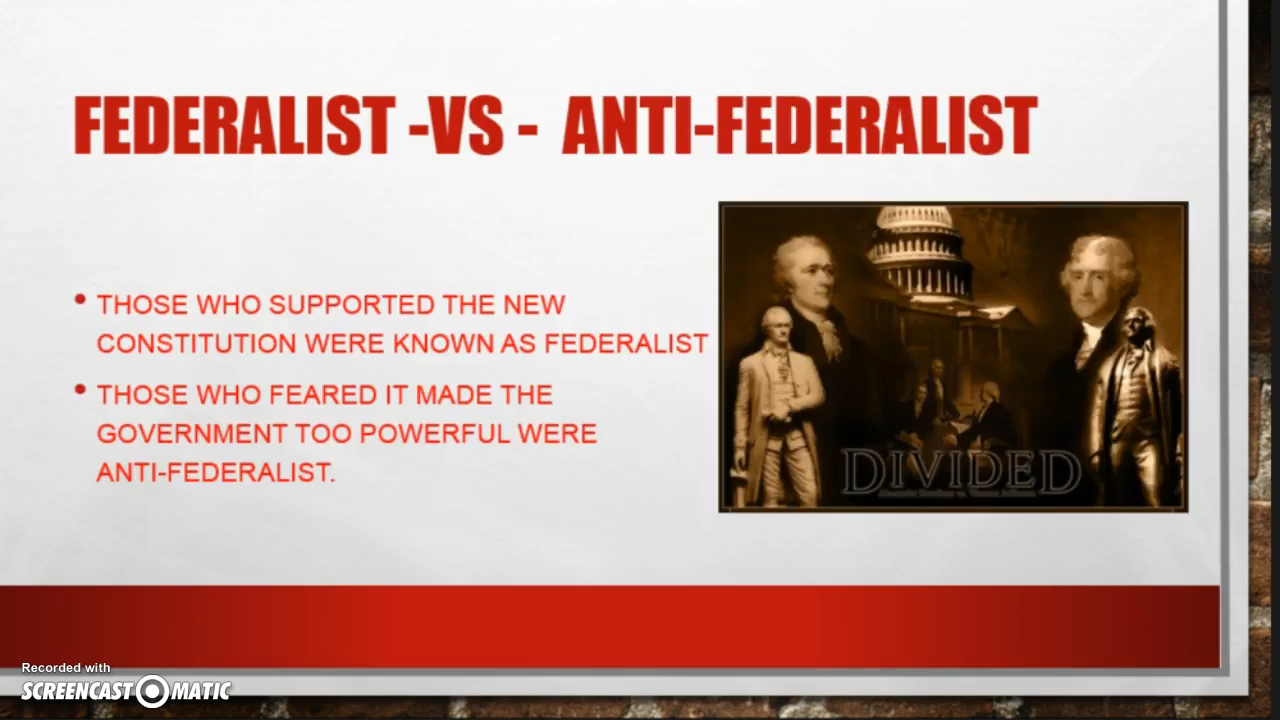 FEDERALIST -VS - ANTI-FEDERALIST
• THOSE WHO SUPPORTED THE NEW
CONSTITUTION WERE KNOWN AS FEDERALIST
• THOSE WHO FEARED IT MADE THE
GOVERNMENT TOO POWERFUL WERE
ANTI-FEDERALIST.
DIVIDED
Recorded with
SCREENCAST MATIC